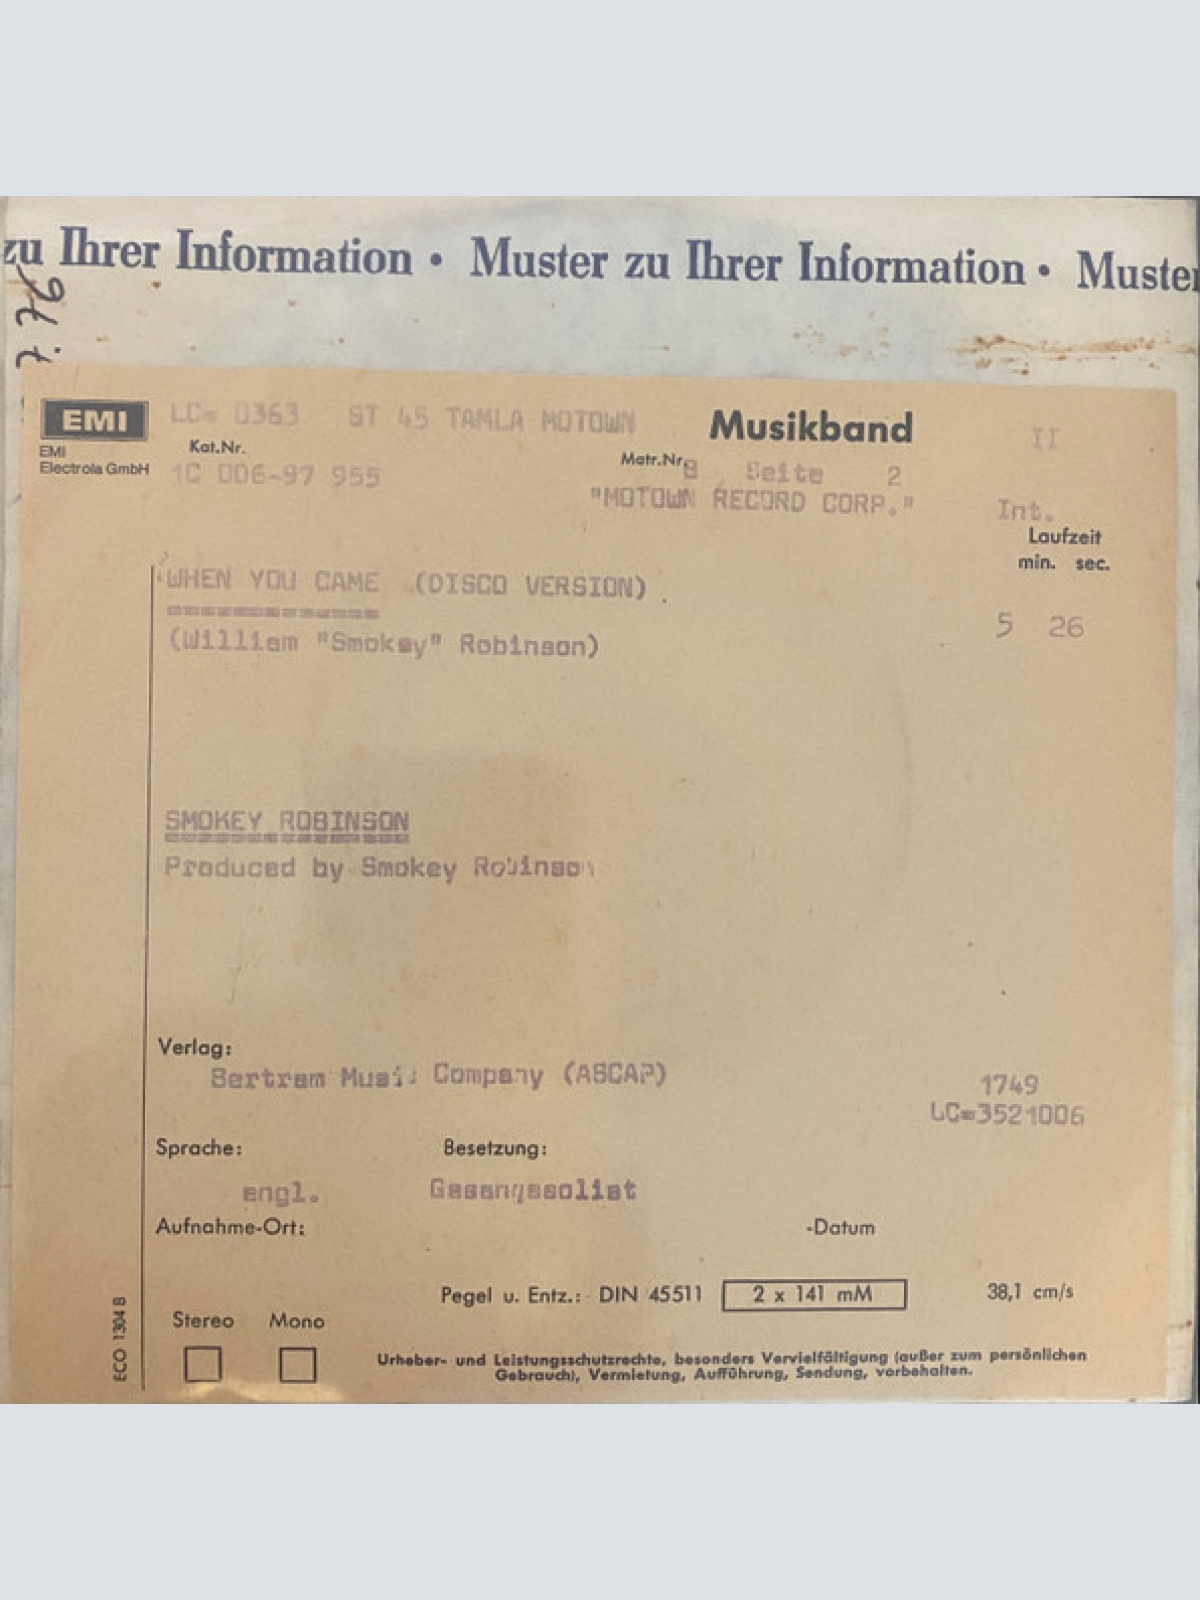 zu Ihrer Information • Muster zu Ihrer Information • Muster
7.76
EMI
EMI
Electrola GmbH
LC= 0363 ST 45 TAMLA MOTOWN
Musikband
II
Kat.Nr.
1C 006-97 955
Matr.Nr. B Seite 2
"MOTOWN RECORD CORP."
Int.
Laufzeit
min. sec.
WHEN YOU CAME (DISCO VERSION)
(William "Smokey" Robinson)
5 26
SMOKEY ROBINSON
Produced by Smokey Robinson
Verlag:
Bertram Music Company (ASCAP)
1749
LC=3521006
Sprache:
Besetzung:
engl.
Gesangssolist
Aufnahme-Ort:
-Datum
Pegel u. Entz.: DIN 45511 2 x 141 mM 38,1 cm/s
Stereo Mono
ECO 1304 B
Urheber- und Leistungsschutzrechte, besonders Vervielfältigung (außer zum persönlichen
Gebrauch), Vermietung, Aufführung, Sendung, vorbehalten.